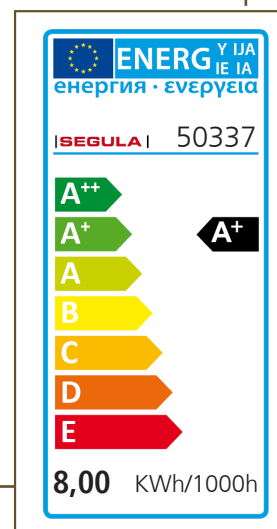 ENERG Y IJA
IE IA
енергия · ενεργεια
SEGULA 50337
A++
A+ A+
A
B
C
D
E
8,00 KWh/1000h